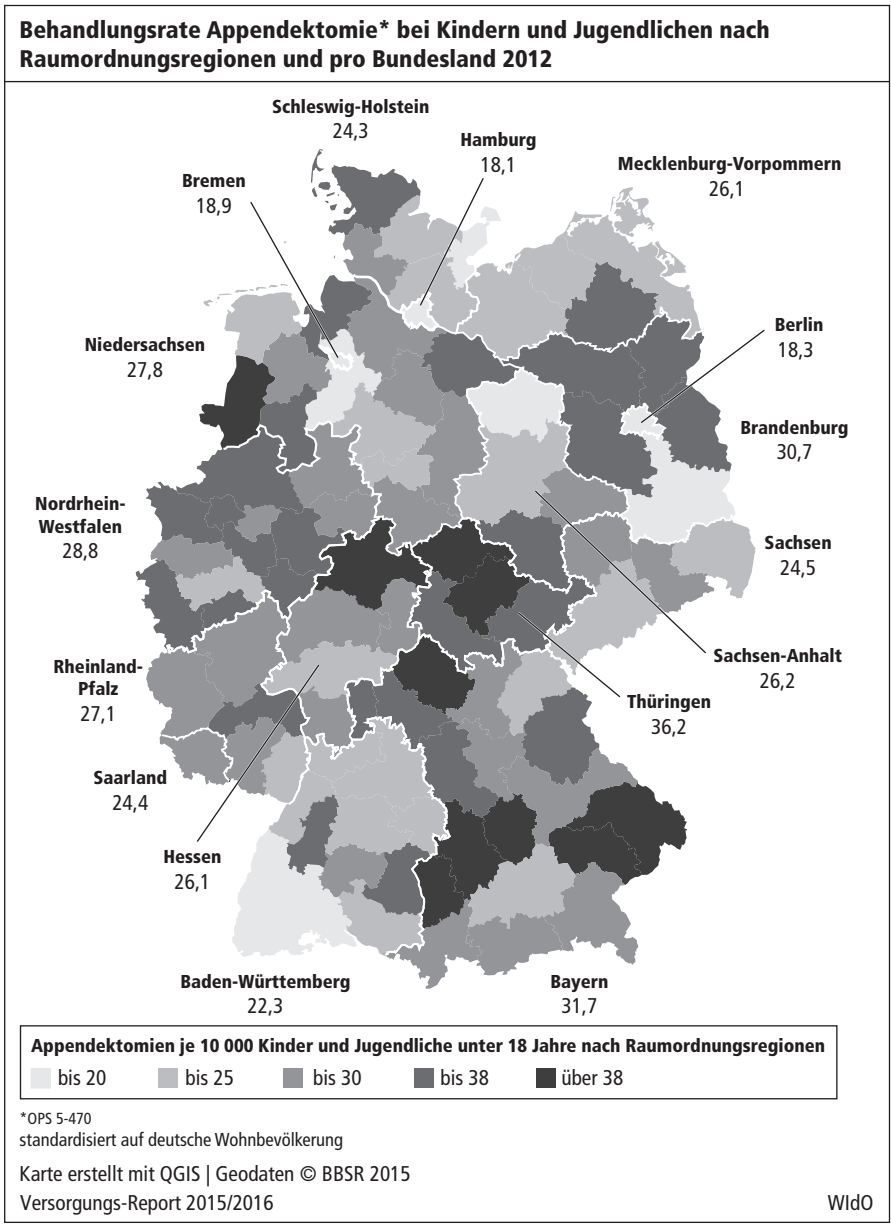 Behandlungsrate Appendektomie* bei Kindern und Jugendlichen nach
Raumordnungsregionen und pro Bundesland 2012
Schleswig-Holstein
24,3
Hamburg
18,1
Mecklenburg-Vorpommern
26,1
Bremen
18,9
Niedersachsen
27,8
Berlin
18,3
Brandenburg
30,7
Nordrhein-
Westfalen
28,8
Sachsen
24,5
Sachsen-Anhalt
26,2
Rheinland-
Pfalz
27,1
Thüringen
36,2
Saarland
24,4
Hessen
26,1
Baden-Württemberg
22,3
Bayern
31,7
Appendektomien je 10 000 Kinder und Jugendliche unter 18 Jahre nach Raumordnungsregionen
bis 20 bis 25 bis 30 bis 38 über 38
*OPS 5-470
standardisiert auf deutsche Wohnbevölkerung
Karte erstellt mit QGIS | Geodaten © BBSR 2015
Versorgungs-Report 2015/2016 WIdO